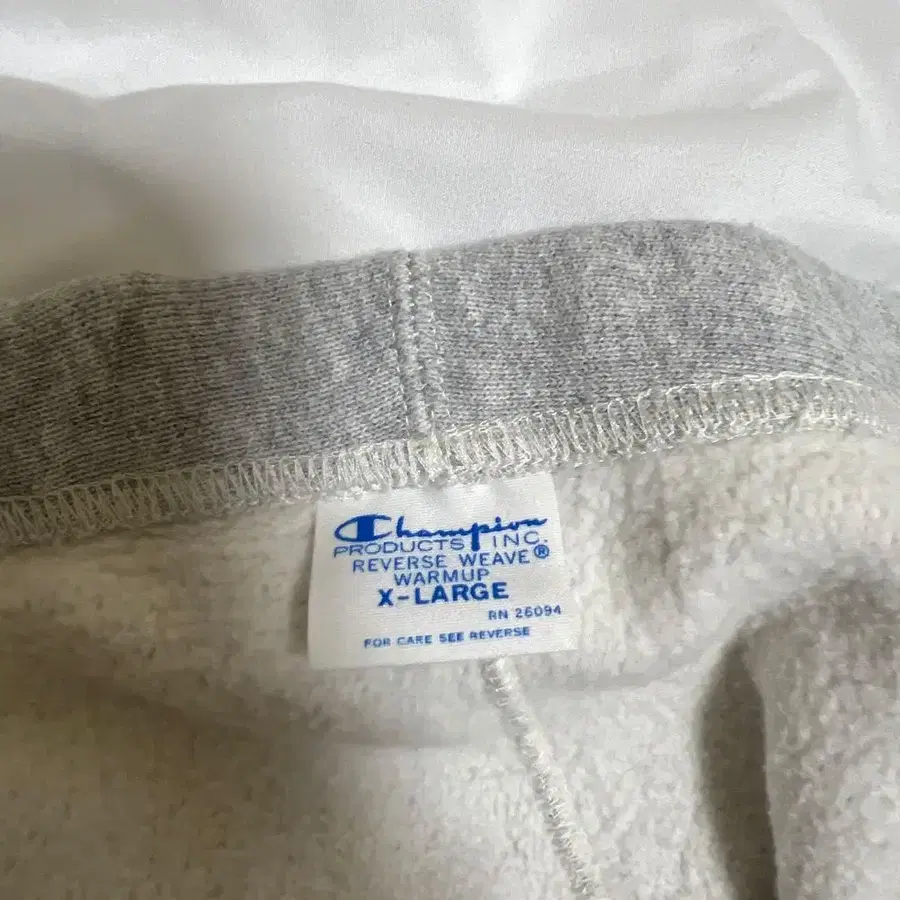 Champion
PRODUCTS INC.
REVERSE WEAVE®
WARMUP
X-LARGE
RN 26094
FOR CARE SEE REVERSE